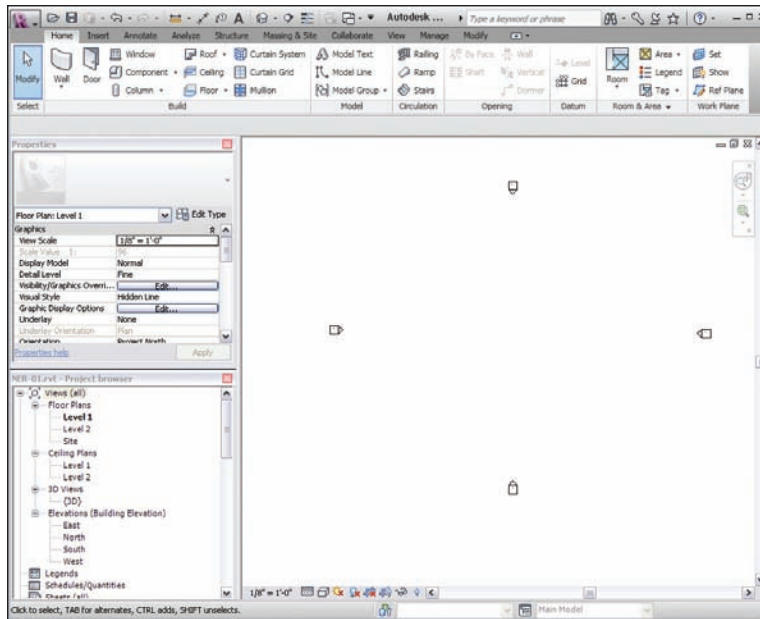 Autodesk ... Type a keyword or phrase
Home Insert Annotate Analyze Structure Massing & Site Collaborate View Manage Modify
Modify
Select
Wall
Door
Window
Component
Column
Roof
Ceiling
Floor
Curtain System
Curtain Grid
Mullion
Build
Model Text
Model Line
Model Group
Model
Railing
Ramp
Stairs
Circulation
By Face
Shaft
Wall
Vertical
Dormer
Opening
Level
Grid
Datum
Room
Area
Legend
Tag
Room & Area
Set
Show
Ref Plane
Work Plane
Properties
Floor Plan: Level 1 Edit Type
Graphics
View Scale 1/8" = 1'-0"
Scale Value 1: 96
Display Model Normal
Detail Level Fine
Visibility/Graphics Overri... Edit...
Visual Style Hidden Line
Graphic Display Options Edit...
Underlay None
Underlying Orientation Plan
Orientation Project North
Properties help Apply
NER-01.rvt - Project browser
Views (all)
Floor Plans
Level 1
Level 2
Site
Ceiling Plans
Level 1
Level 2
3D Views
{3D}
Elevations (Building Elevation)
East
North
South
West
Legends
Schedules/Quantities
Sheets (all)
1/8" = 1'-0"
Click to select, TAB for alternates, CTRL adds, SHIFT unselects. Main Model